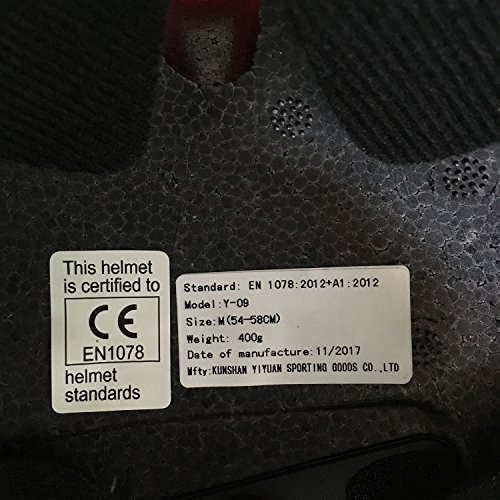 This helmet
is certified to
CE
EN1078
helmet
standards
Standard: EN 1078:2012+A1:2012
Model:Y-09
Size:M(54-58CM)
Weight: 400g
Date of manufacture:11/2017
Mfty:KUNSHAN YIYUAN SPORTING GOODS CO.,LTD